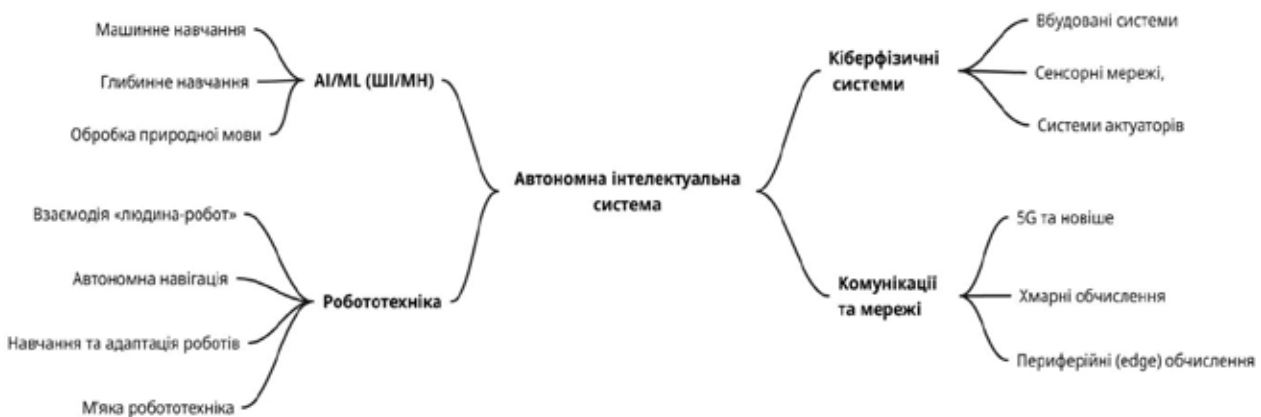 Машинне навчання
Глибинне навчання
Обробка природної мови
AI/ML (ШІ/МН)
Взаємодія «людина-робот»
Автономна навігація
Навчання та адаптація роботів
М'яка робототехніка
Робототехніка
Автономна інтелектуальна
система
Кіберфізичні
системи
Вбудовані системи
Сенсорні мережі,
Системи актуаторів
Комунікації
та мережі
5G та новіше
Хмарні обчислення
Периферійні (edge) обчислення